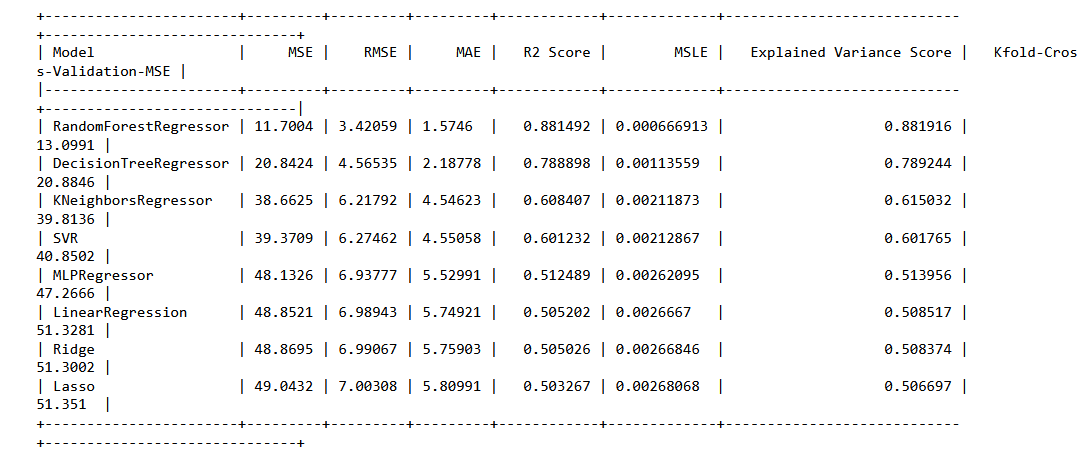 +------------------------+---------+---------+---------+------------+-------------+----------------------------
+------------------------------+
| Model                  |     MSE |    RMSE |     MAE |   R2 Score |        MSLE |   Explained Variance Score |   Kfold-Cros
s-Validation-MSE |
|------------------------+---------+---------+---------+------------+-------------+----------------------------
+------------------------------|
| RandomForestRegressor | 11.7004 | 3.42059 | 1.5746  |   0.881492 | 0.000666913 |                   0.881916 |
13.0991 |
| DecisionTreeRegressor | 20.8424 | 4.56535 | 2.18778 |   0.788898 | 0.00113559  |                   0.789244 |
20.8846 |
| KNeighborsRegressor   | 38.6625 | 6.21792 | 4.54623 |   0.608407 | 0.00211873  |                   0.615032 |
39.8136 |
| SVR                   | 39.3709 | 6.27462 | 4.55058 |   0.601232 | 0.00212867  |                   0.601765 |
40.8502 |
| MLPRegressor          | 48.1326 | 6.93777 | 5.52991 |   0.512489 | 0.00262095  |                   0.513956 |
47.2666 |
| LinearRegression      | 48.8521 | 6.98943 | 5.74921 |   0.505202 | 0.0026667   |                   0.508517 |
51.3281 |
| Ridge                 | 48.8695 | 6.99067 | 5.75903 |   0.505026 | 0.00266846  |                   0.508374 |
51.3002 |
| Lasso                 | 49.0432 | 7.00308 | 5.80991 |   0.503267 | 0.00268068  |                   0.506697 |
51.351  |
+------------------------+---------+---------+---------+------------+-------------+----------------------------
+------------------------------+